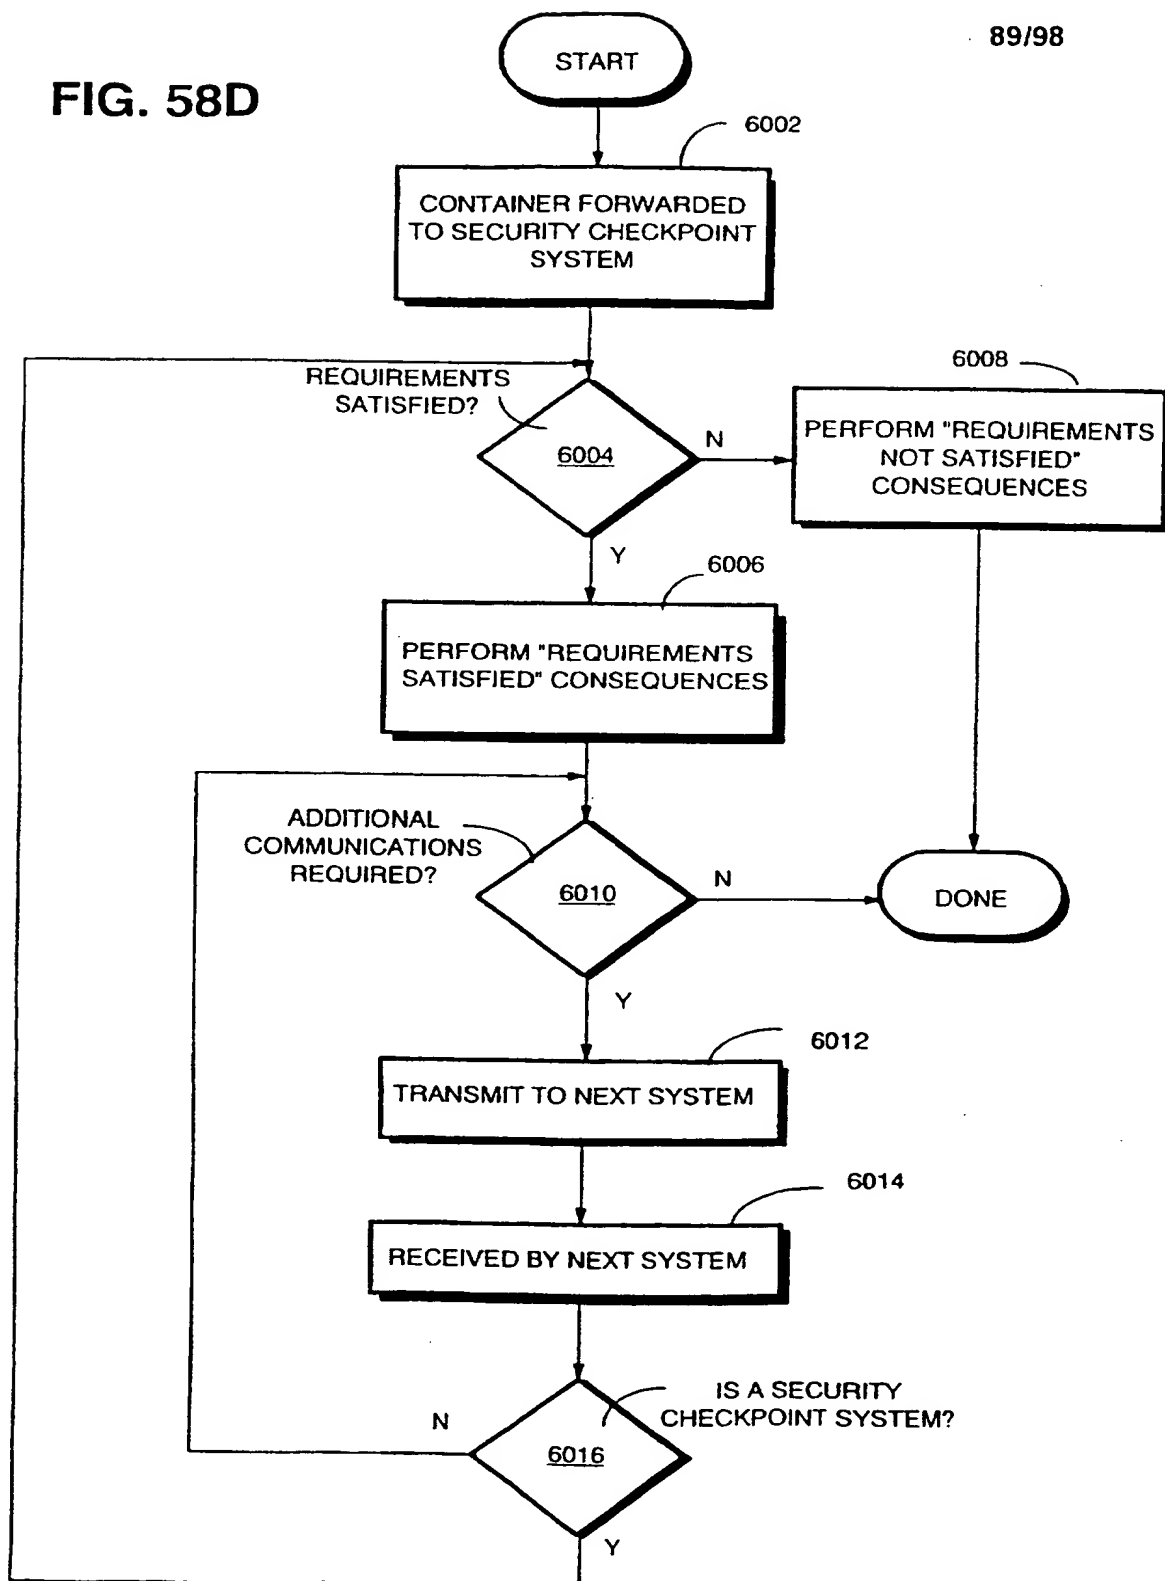 89/98
FIG. 58D
START
6002
CONTAINER FORWARDED
TO SECURITY CHECKPOINT
SYSTEM
REQUIREMENTS
SATISFIED?
6004
N
Y
6008
PERFORM "REQUIREMENTS
NOT SATISFIED"
CONSEQUENCES
6006
PERFORM "REQUIREMENTS
SATISFIED" CONSEQUENCES
ADDITIONAL
COMMUNICATIONS
REQUIRED?
6010
N
DONE
Y
6012
TRANSMIT TO NEXT SYSTEM
6014
RECEIVED BY NEXT SYSTEM
IS A SECURITY
CHECKPOINT SYSTEM?
N
6016
Y